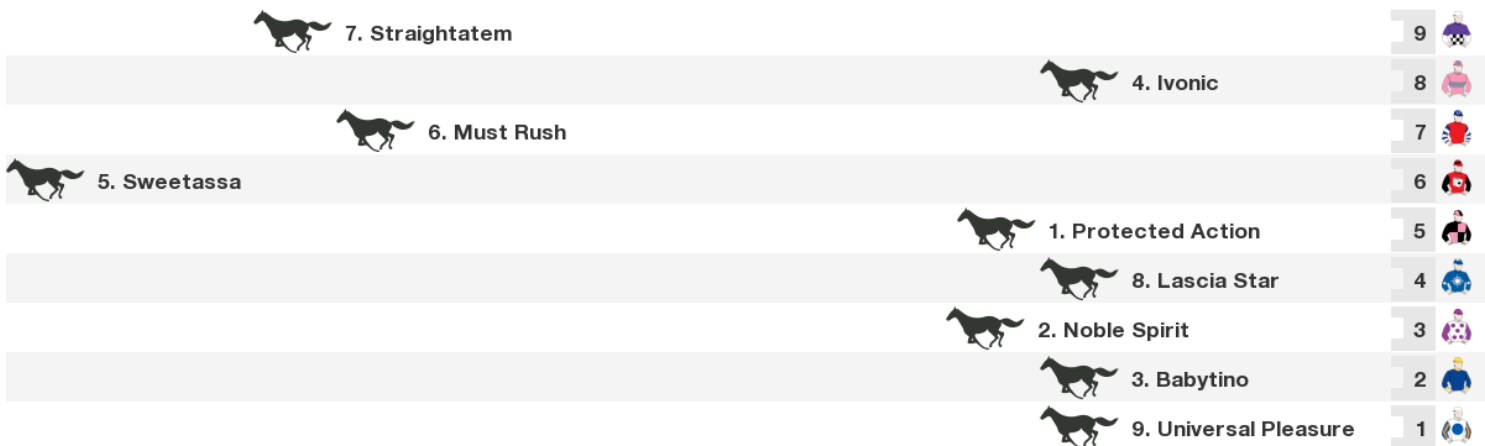 7. Straightatem 9
4. Ivonic 8
6. Must Rush 7
5. Sweetassa 6
1. Protected Action 5
8. Lascia Star 4
2. Noble Spirit 3
3. Babytino 2
9. Universal Pleasure 1